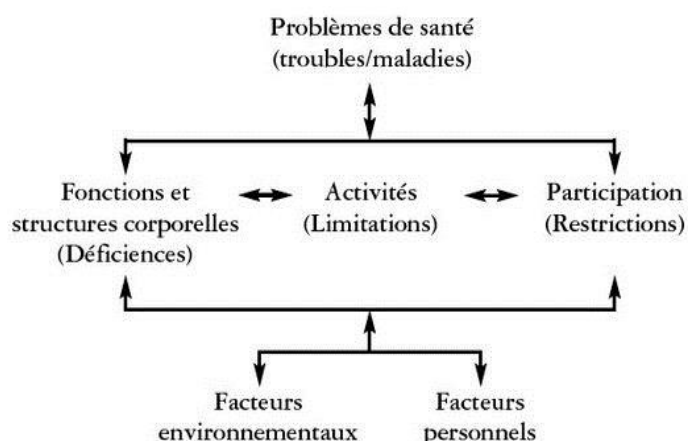 Problèmes de santé
(troubles/maladies)
Fonctions et
structures corporelles
(Déficiences)
Activités
(Limitations)
Participation
(Restrictions)
Facteurs
environnementaux
Facteurs
personnels